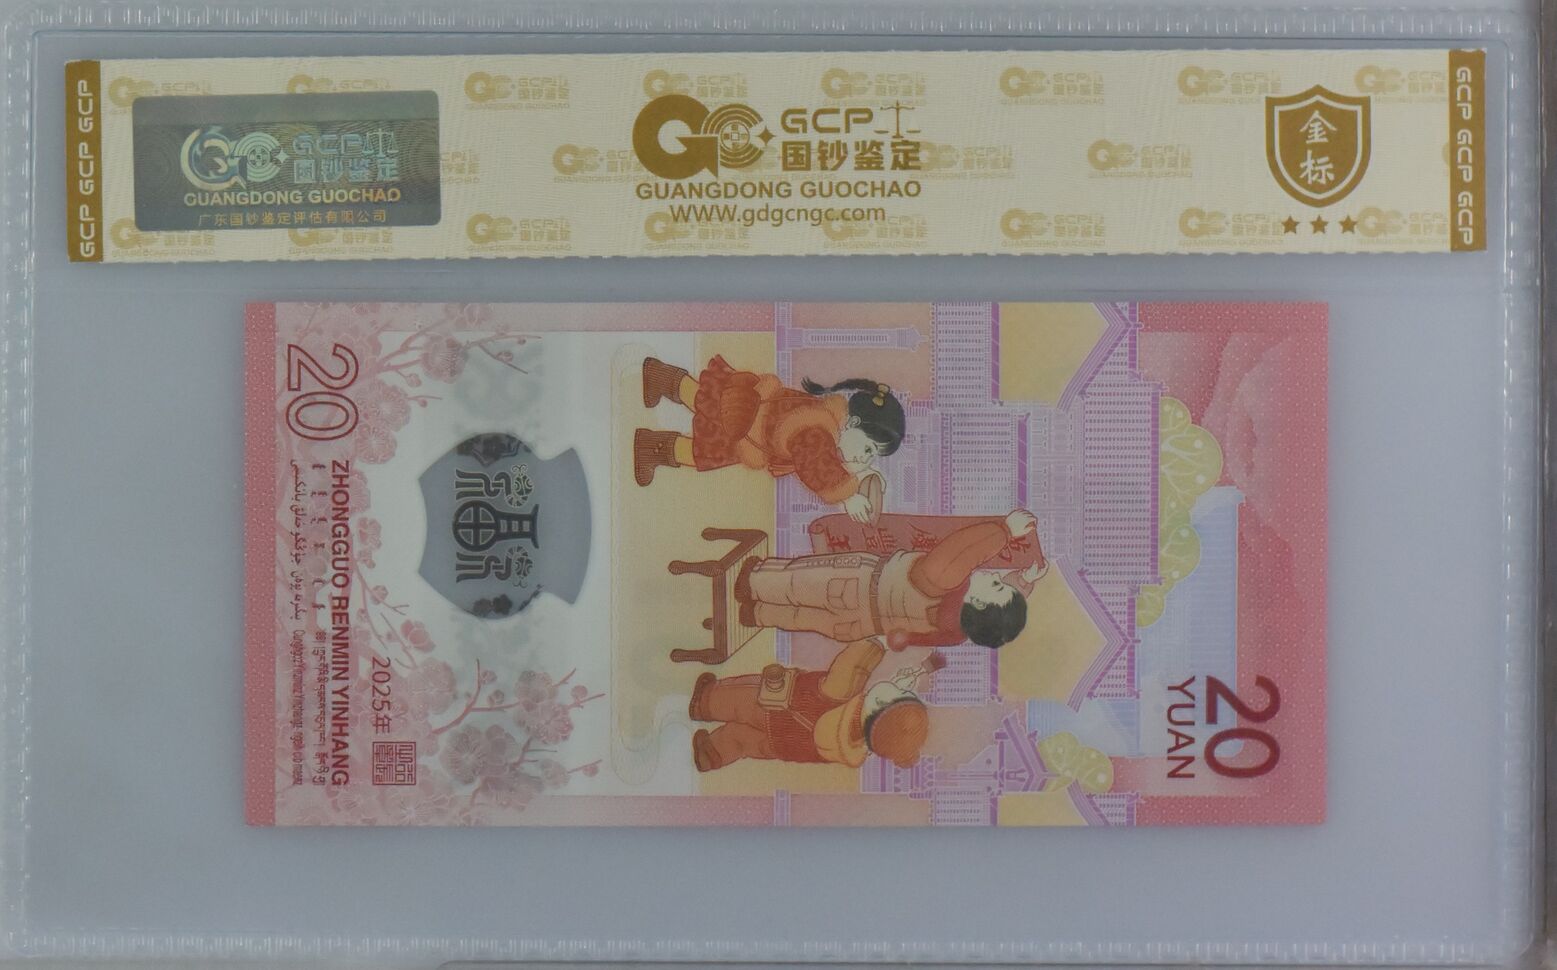 GCP GCP GCP
GCP 国钞鉴定
GUANGDONG GUOCHAO
广东国钞鉴定评估有限公司
GCP
国钞鉴定
GUANGDONG GUOCHAO
WWW.gdgcngc.com
金标
GCP GCP GCP
20
ZHONGGUO RENMIN YINHANG
2025年
20
YUAN